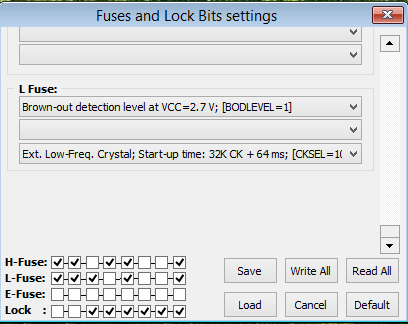 Fuses and Lock Bits settings
L Fuse:
Brown-out detection level at VCC=2.7 V; [BODLEVEL=1]
Ext. Low-Freq. Crystal; Start-up time: 32K CK + 64 ms; [CKSEL=10
H-Fuse:
L-Fuse:
E-Fuse:
Lock :
Save Write All Read All
Load Cancel Default